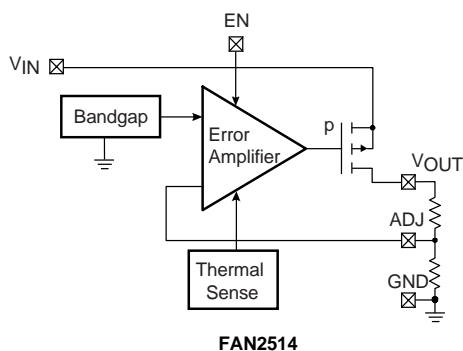 EN
VIN
Bandgap
Error
Amplifier
p
VOUT
ADJ
Thermal
Sense
GND
FAN2514